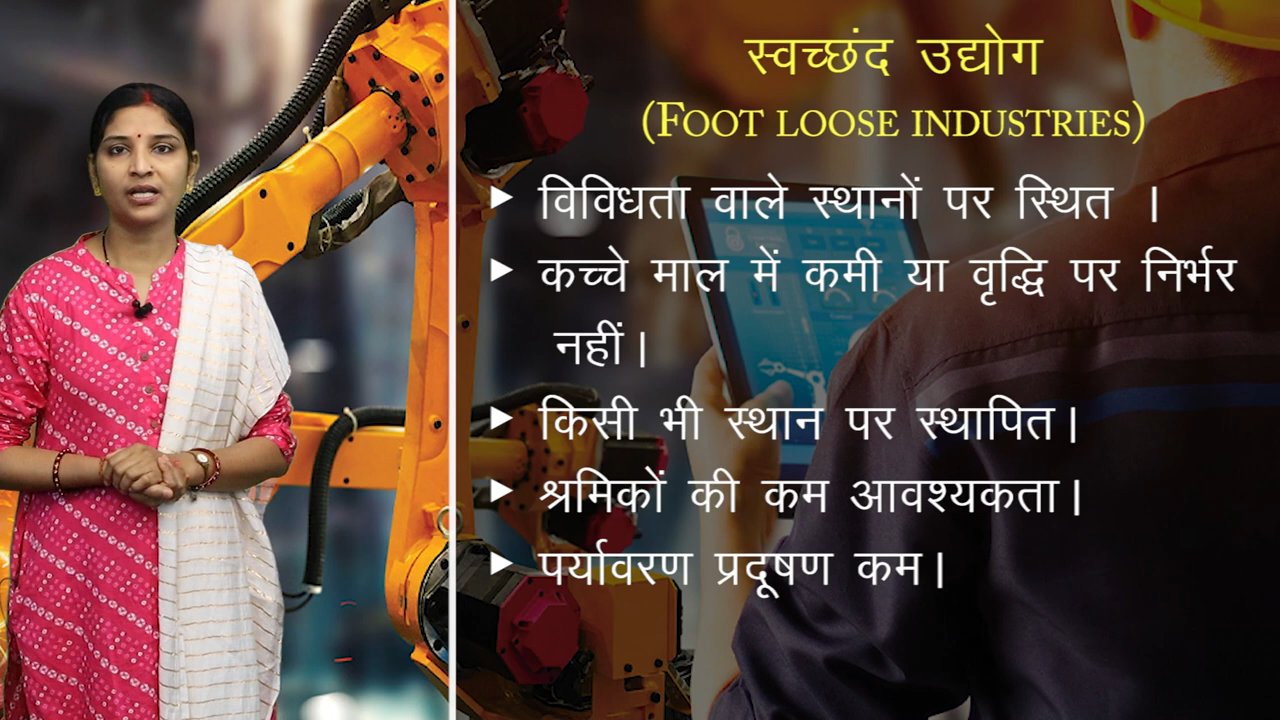 स्वच्छंद उद्योग
(FOOT LOOSE INDUSTRIES)
▶ विविधता वाले स्थानों पर स्थित ।
▶ कच्चे माल में कमी या वृद्धि पर निर्भर
नहीं।
▶ किसी भी स्थान पर स्थापित।
▶ श्रमिकों की कम आवश्यकता।
▶ पर्यावरण प्रदूषण कम।